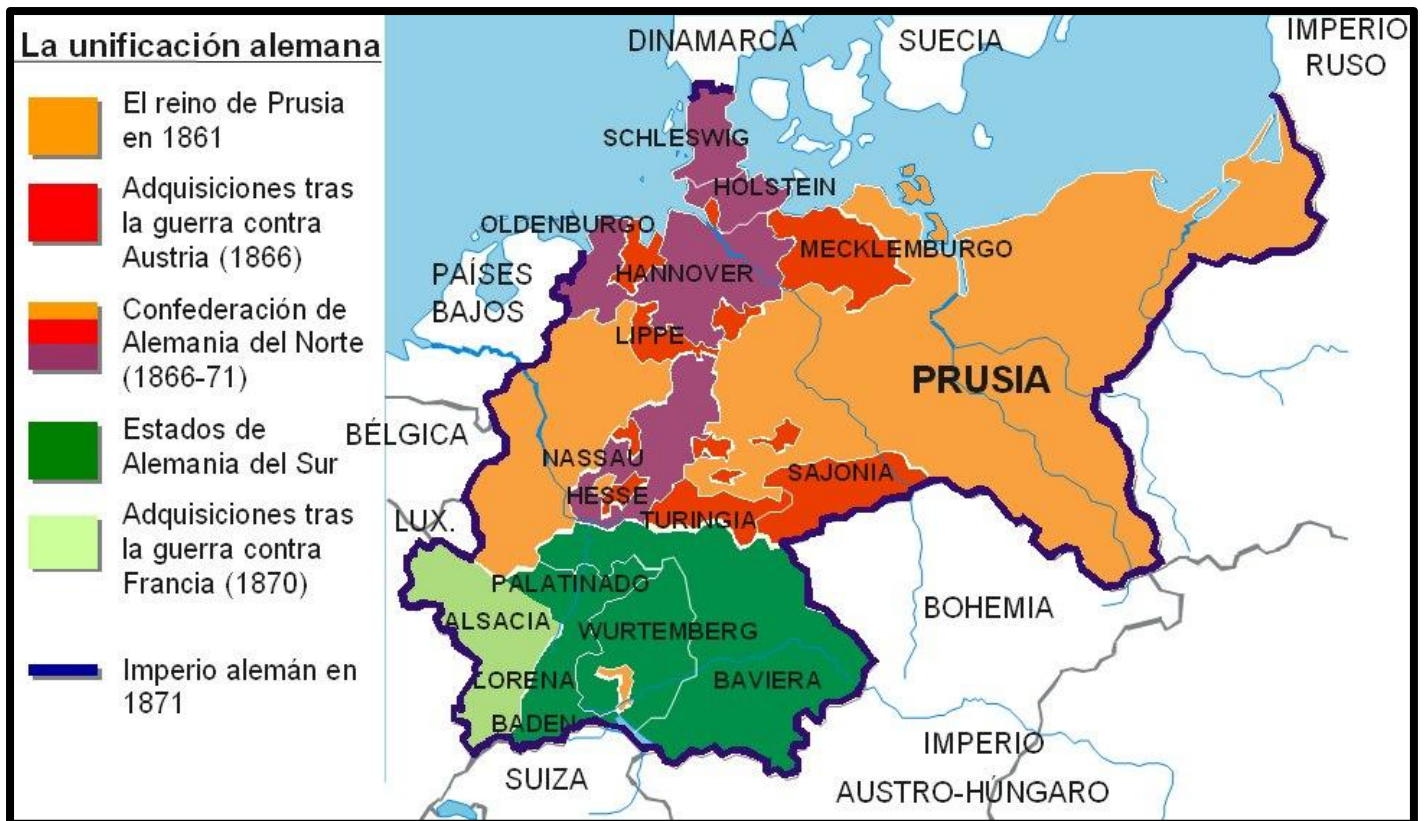 La unificación alemana
El reino de Prusia
en 1861
Adquisiciones tras
la guerra contra
Austria (1866)
Confederación de
Alemania del Norte
(1866-71)
Estados de
Alemania del Sur
Adquisiciones tras
la guerra contra
Francia (1870)
Imperio alemán en
1871
DINAMARCA
SUECIA
IMPERIO
RUSO
SCHLESWIG
HOLSTEIN
OLDENBURGO
MECKLEMBURGO
PAÍSES
BAJOS
HANNOVER
LIPPE
PRUSIA
BÉLGICA
NASSAU
SAJONIA
HESSE
TURINGIA
LUX.
PALATINADO
BOHEMIA
ALSACIA
WURTEMBERG
LORENA
BAVIERA
BADEN
SUIZA
IMPERIO
AUSTRO-HÚNGARO